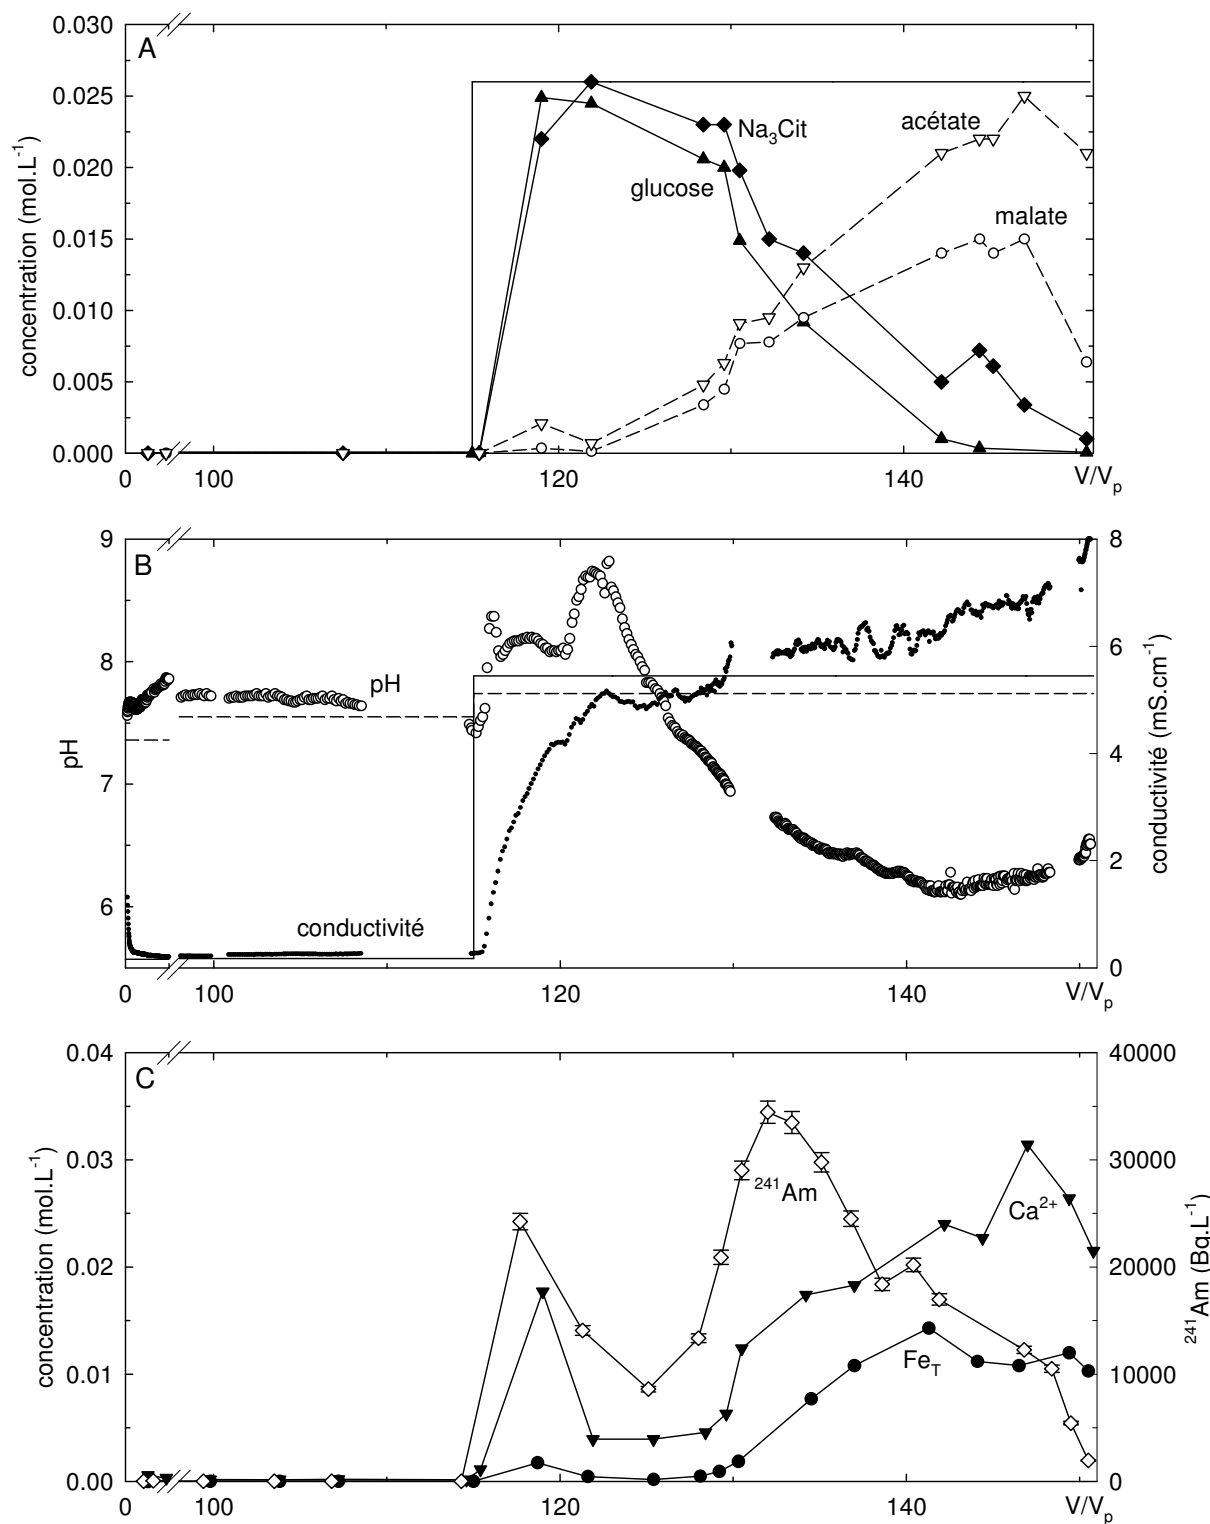 A
0.030
0.025
0.020
0.015
0.010
0.005
0.000
concentration (mol.L⁻¹)
Na₃Cit
glucose
acétate
malate
0 100 120 140 V/Vₚ
B
9
8
7
6
pH
pH
conductivité
8
6
4
2
0
conductivité (mS.cm⁻¹)
0 100 120 140 V/Vₚ
C
0.04
0.03
0.02
0.01
0.00
concentration (mol.L⁻¹)
²⁴¹Am
Ca²⁺
Fe_T
40000
30000
20000
10000
0
²⁴¹Am (Bq.L⁻¹)
0 100 120 140 V/Vₚ